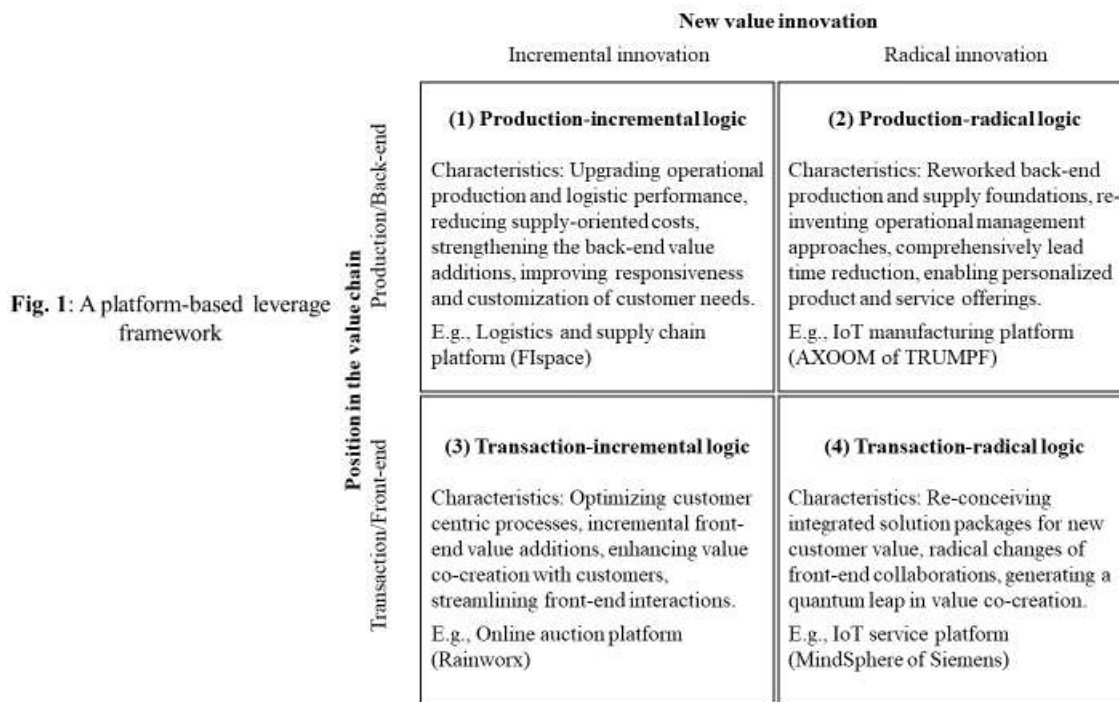 New value innovation
Incremental innovation
Radical innovation
Fig. 1: A platform-based leverage
framework
Position in the value chain
Production/Back-end
(1) Production-incremental logic
Characteristics: Upgrading operational
production and logistic performance,
reducing supply-oriented costs,
strengthening the back-end value
additions, improving responsiveness
and customization of customer needs.
E.g., Logistics and supply chain
platform (FIspace)
(2) Production-radical logic
Characteristics: Reworked back-end
production and supply foundations, re-
inventing operational management
approaches, comprehensively lead
time reduction, enabling personalized
product and service offerings.
E.g., IoT manufacturing platform
(AXOOM of TRUMPF)
Transaction/Front-end
(3) Transaction-incremental logic
Characteristics: Optimizing customer
centric processes, incremental front-
end value additions, enhancing value
co-creation with customers,
streamlining front-end interactions.
E.g., Online auction platform
(Rainworx)
(4) Transaction-radical logic
Characteristics: Re-conceiving
integrated solution packages for new
customer value, radical changes of
front-end collaborations, generating a
quantum leap in value co-creation.
E.g., IoT service platform
(MindSphere of Siemens)